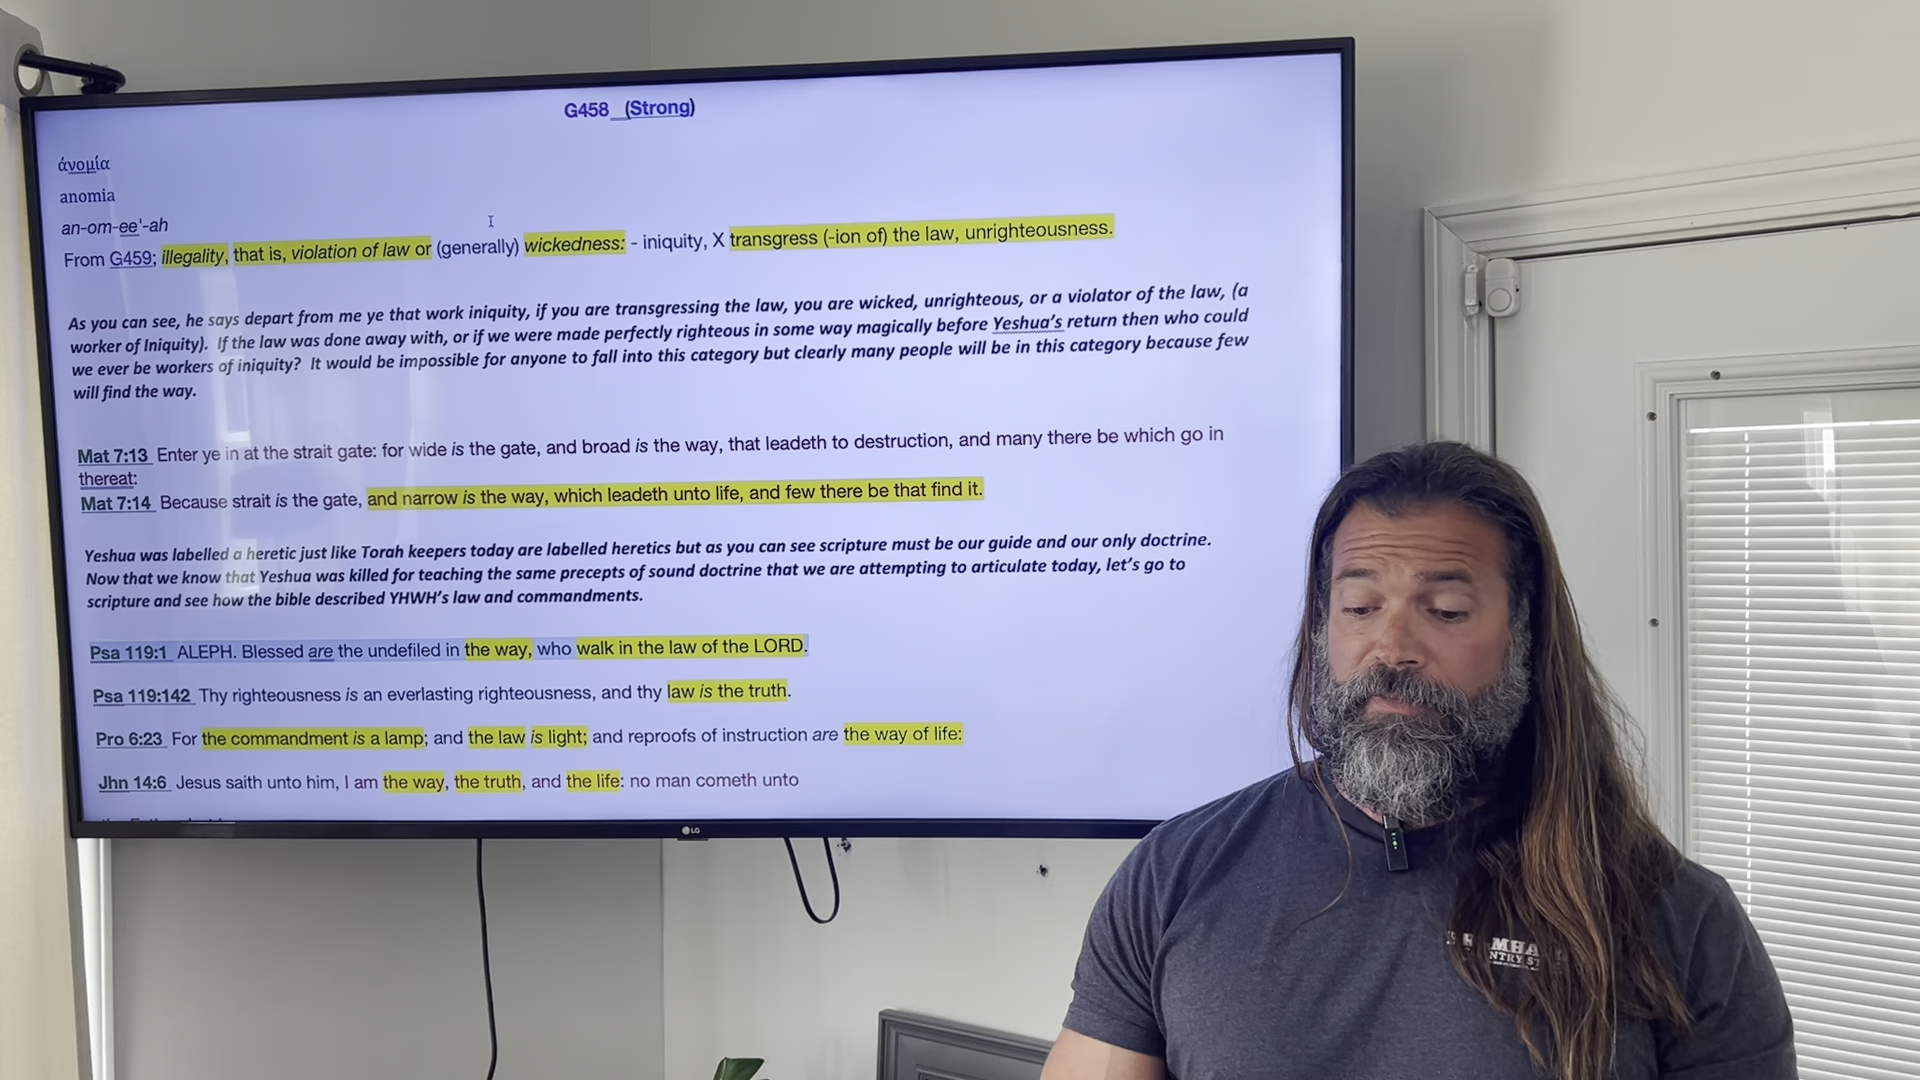 G458 (Strong)
ἀνομία
anomia
an-om-ee'-ah
From G459; illegality, that is, violation of law or (generally) wickedness: - iniquity, X transgress (-ion of) the law, unrighteousness.
As you can see, he says depart from me ye that work iniquity, if you are transgressing the law, you are wicked, unrighteous, or a violator of the law, (a
worker of Iniquity). If the law was done away with, or if we were made perfectly righteous in some way magically before Yeshua's return then who could
we ever be workers of iniquity? It would be impossible for anyone to fall into this category but clearly many people will be in this category because few
will find the way.
Mat 7:13 Enter ye in at the strait gate: for wide is the gate, and broad is the way, that leadeth to destruction, and many there be which go in
thereat:
Mat 7:14 Because strait is the gate, and narrow is the way, which leadeth unto life, and few there be that find it.
Yeshua was labelled a heretic just like Torah keepers today are labelled heretics but as you can see scripture must be our guide and our only doctrine.
Now that we know that Yeshua was killed for teaching the same precepts of sound doctrine that we are attempting to articulate today, let's go to
scripture and see how the bible described YHWH's law and commandments.
Psa 119:1 ALEPH. Blessed are the undefiled in the way, who walk in the law of the LORD.
Psa 119:142 Thy righteousness is an everlasting righteousness, and thy law is the truth.
Pro 6:23 For the commandment is a lamp; and the law is light; and reproofs of instruction are the way of life:
Jhn 14:6 Jesus saith unto him, I am the way, the truth, and the life: no man cometh unto
LG